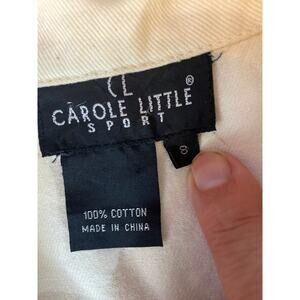 CL
®
CAROLE LITTLE
SPORT
8
100% COTTON
MADE IN CHINA